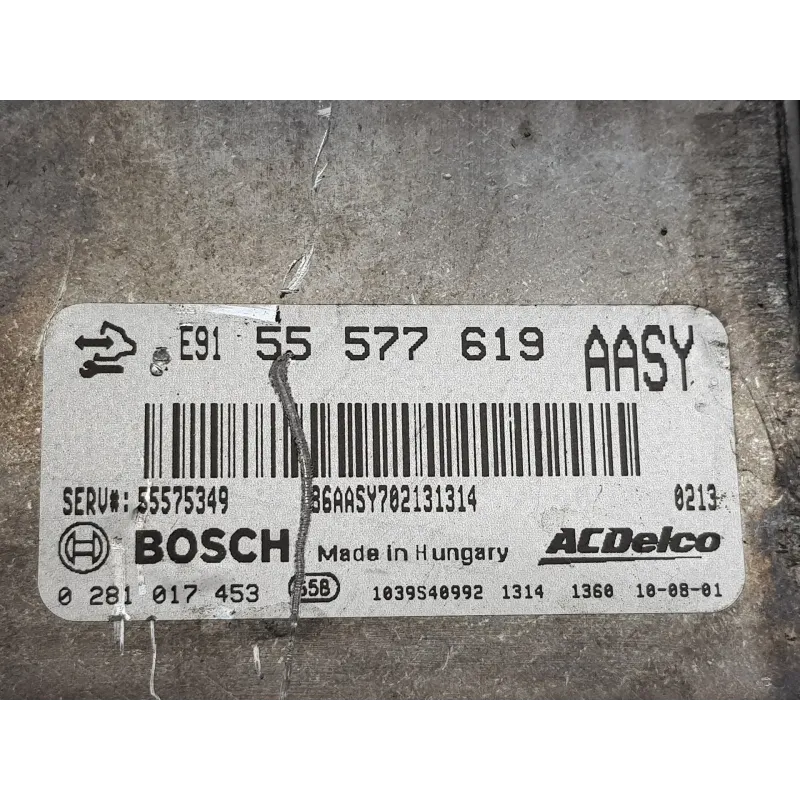 E91 55 577 619 AASY
SERV#: 55575349 86AASY702131314 0213
BOSCH Made in Hungary ACDelco
0 281 017 453 65B 1039S40992 1314 1360 10-08-01